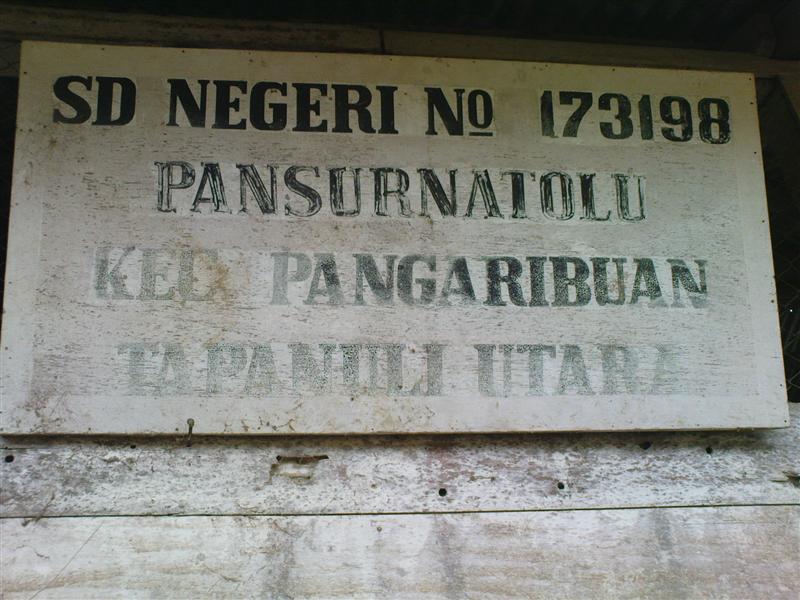 SD NEGERI No 173198
PANSURNATOLU
KEC PANGARIBUAN
TAPANULI UTARA